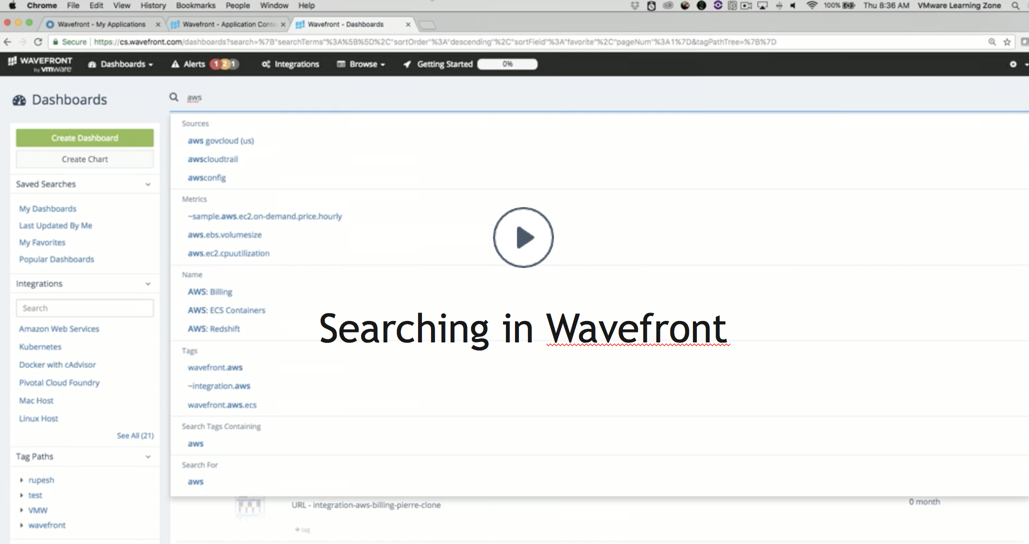 Chrome File Edit View History Bookmarks People Window Help 100% Thu 8:36 AM VMware Learning Zone
Wavefront - My Applications Wavefront - Application Cons Wavefront - Dashboards
Secure https://cs.wavefront.com/dashboards?search=%7B"searchTerms"%3A%5B%5D%2C"sortOrder"%3A"descending"%2C"sortField"%3A"favorite"%2C"pageNum"%3A1%7D&tagPathTree=%7B%7D
WAVEFRONT by vmware Dashboards Alerts 1 2 1 Integrations Browse Getting Started 0%
Dashboards
aws
Create Dashboard
Create Chart
Saved Searches
My Dashboards
Last Updated By Me
My Favorites
Popular Dashboards
Integrations
Search
Amazon Web Services
Kubernetes
Docker with cAdvisor
Pivotal Cloud Foundry
Mac Host
Linux Host
See All (21)
Tag Paths
rupesh
test
VMW
wavefront
Sources
aws govcloud (us)
awscloudtrail
awsconfig
Metrics
~sample.aws.ec2.on-demand.price.hourly
aws.ebs.volumesize
aws.ec2.cpuutilization
Name
AWS: Billing
AWS: ECS Containers
AWS: Redshift
Tags
wavefront.aws
~integration.aws
wavefront.aws.ecs
Search Tags Containing
aws
Search For
aws
URL - integration-aws-billing-pierre-clone
0 month
+ tag
Searching in Wavefront